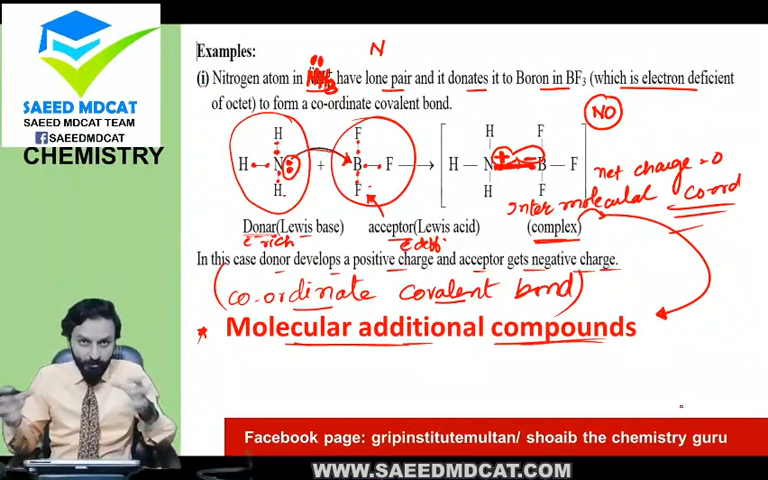 SAEED MDCAT
SAEED MDCAT TEAM
f SAEEDMDCAT
CHEMISTRY
Examples:
N
(i) Nitrogen atom in NH3 have lone pair and it donates it to Boron in BF3 (which is electron deficient
of octet) to form a co-ordinate covalent bond.
NO
H F H F
H N + B F → H — N B — F
H F H F
net charge = 0
Inter molecular coord
Donar(Lewis base) acceptor(Lewis acid) (complex)
e rich e deff
In this case donor develops a positive charge and acceptor gets negative charge.
(co-ordinate covalent bond)
* Molecular additional compounds
Facebook page: gripinstitutemultan/ shoaib the chemistry guru
WWW.SAEEDMDCAT.COM